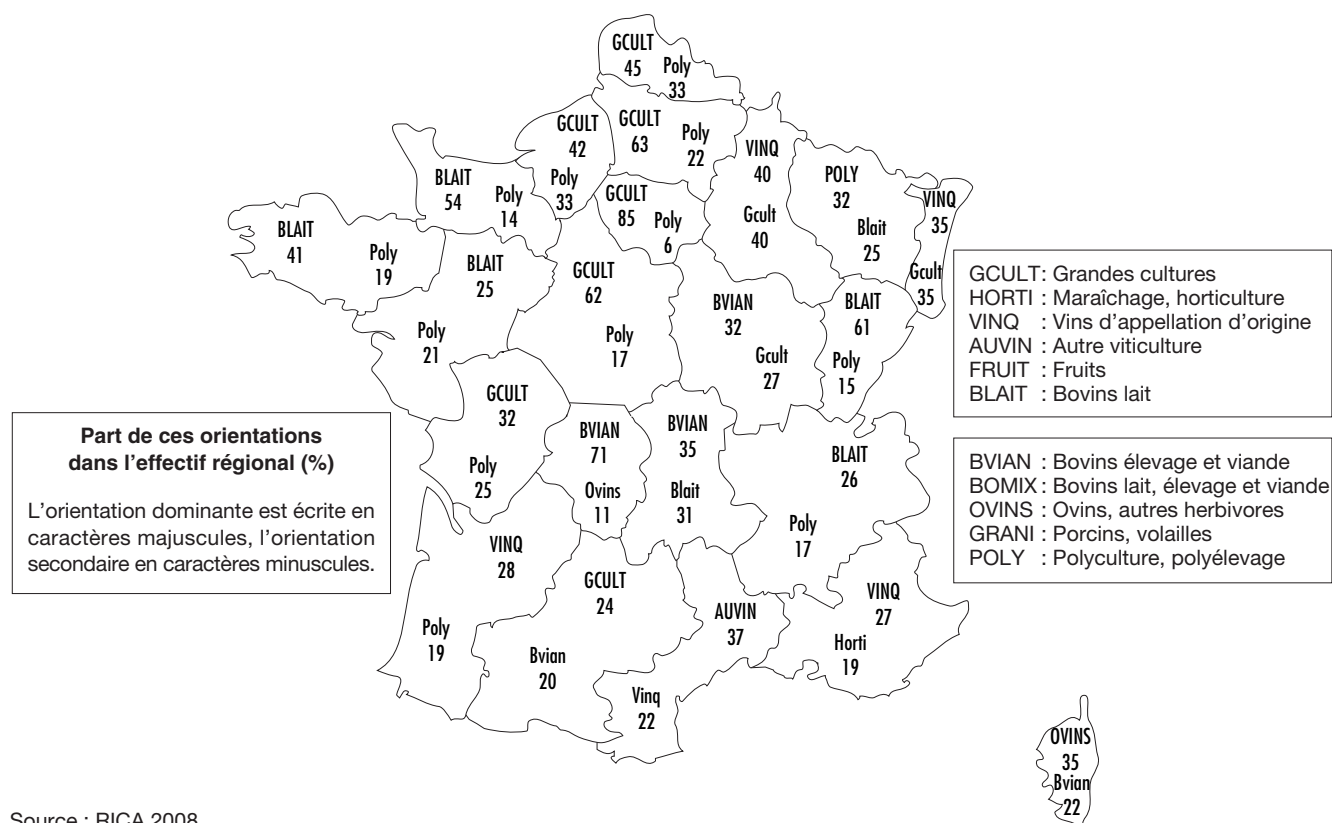 GCULT
45
Poly
33
GCULT
42
Poly
33
GCULT
63
Poly
22
VINQ
40
Gcult
40
POLY
32
Blait
25
VINQ
35
Gcult
35
BLAIT
54
Poly
14
GCULT
85
Poly
6
BLAIT
41
Poly
19
BLAIT
25
Poly
21
GCULT
62
Poly
17
BVIAN
32
Gcult
27
BLAIT
61
Poly
15
GCULT
32
Poly
25
BVIAN
71
Ovins
11
BVIAN
35
Blait
31
BLAIT
26
Poly
17
VINQ
28
Poly
19
GCULT
24
Bvian
20
AUVIN
37
Vinq
22
VINQ
27
Horti
19
OVINS
35
Bvian
22
GCULT : Grandes cultures
HORTI : Maraîchage, horticulture
VINQ : Vins d'appellation d'origine
AUVIN : Autre viticulture
FRUIT : Fruits
BLAIT : Bovins lait
BVIAN : Bovins élevage et viande
BOMIX : Bovins lait, élevage et viande
OVINS : Ovins, autres herbivores
GRANI : Porcins, volailles
POLY : Polyculture, polyélevage
Part de ces orientations
dans l'effectif régional (%)
L'orientation dominante est écrite en
caractères majuscules, l'orientation
secondaire en caractères minuscules.
Source : RICA 2008